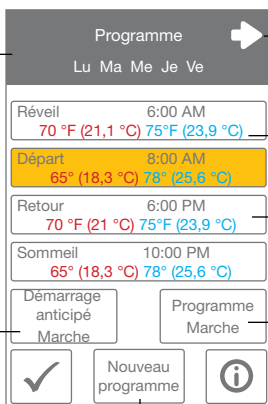 Programme
Lu Ma Me Je Ve
Réveil 6:00 AM
70 °F (21,1 °C) 75°F (23,9 °C)
Départ 8:00 AM
65° (18,3 °C) 78° (25,6 °C)
Retour 6:00 PM
70 °F (21 °C) 75°F (23,9 °C)
Sommeil 10:00 PM
65° (18,3 °C) 78° (25,6 °C)
Démarrage
anticipé
Marche
Programme
Marche
Nouveau
programme